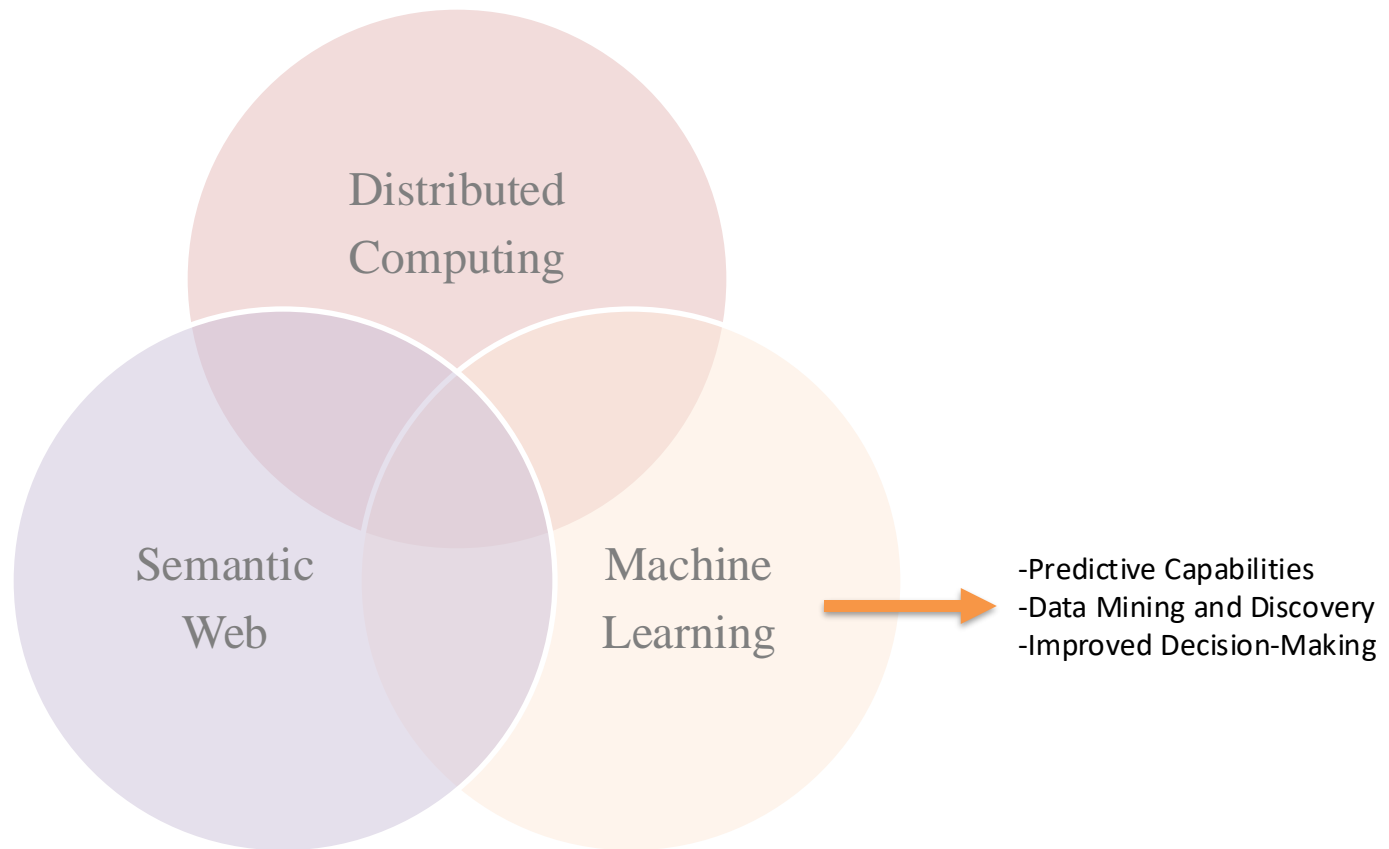 Distributed
Computing
Semantic
Web
Machine
Learning
-Predictive Capabilities
-Data Mining and Discovery
-Improved Decision-Making